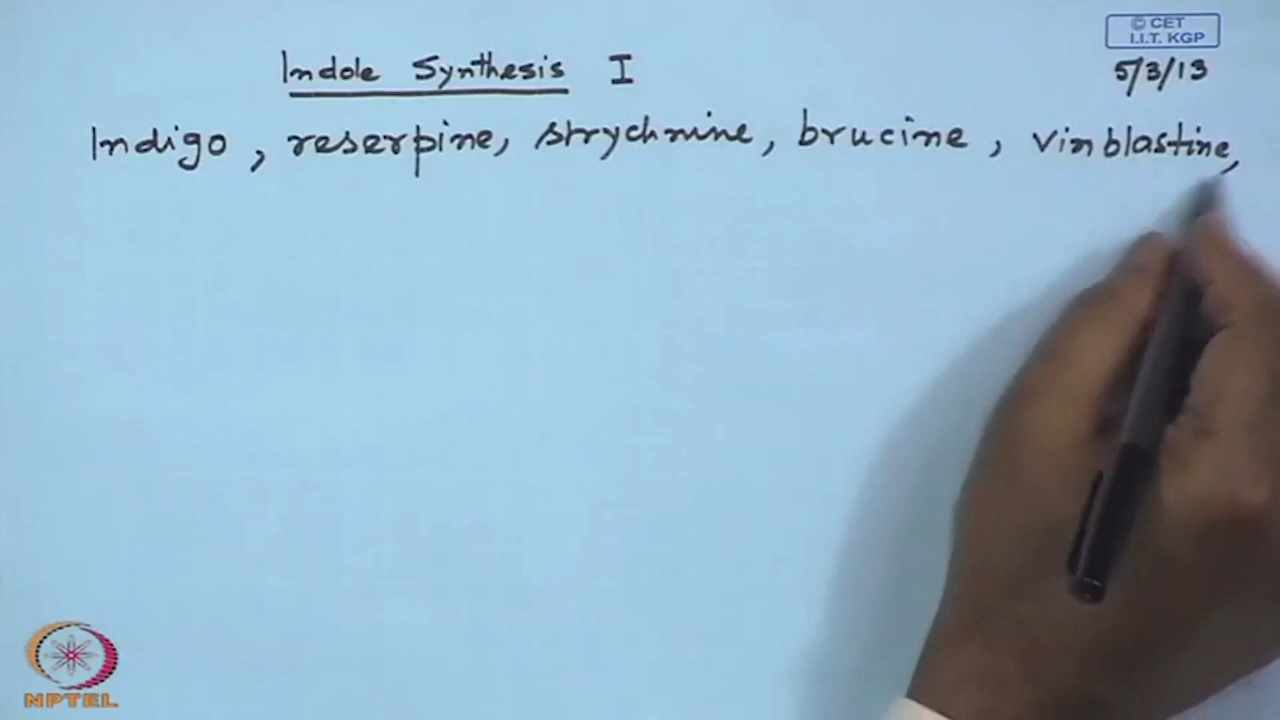 © CET
I.I.T. KGP
Indole Synthesis I
5/3/13
Indigo, reserpine, strychnine, brucine, vinblastine,
NPTEL